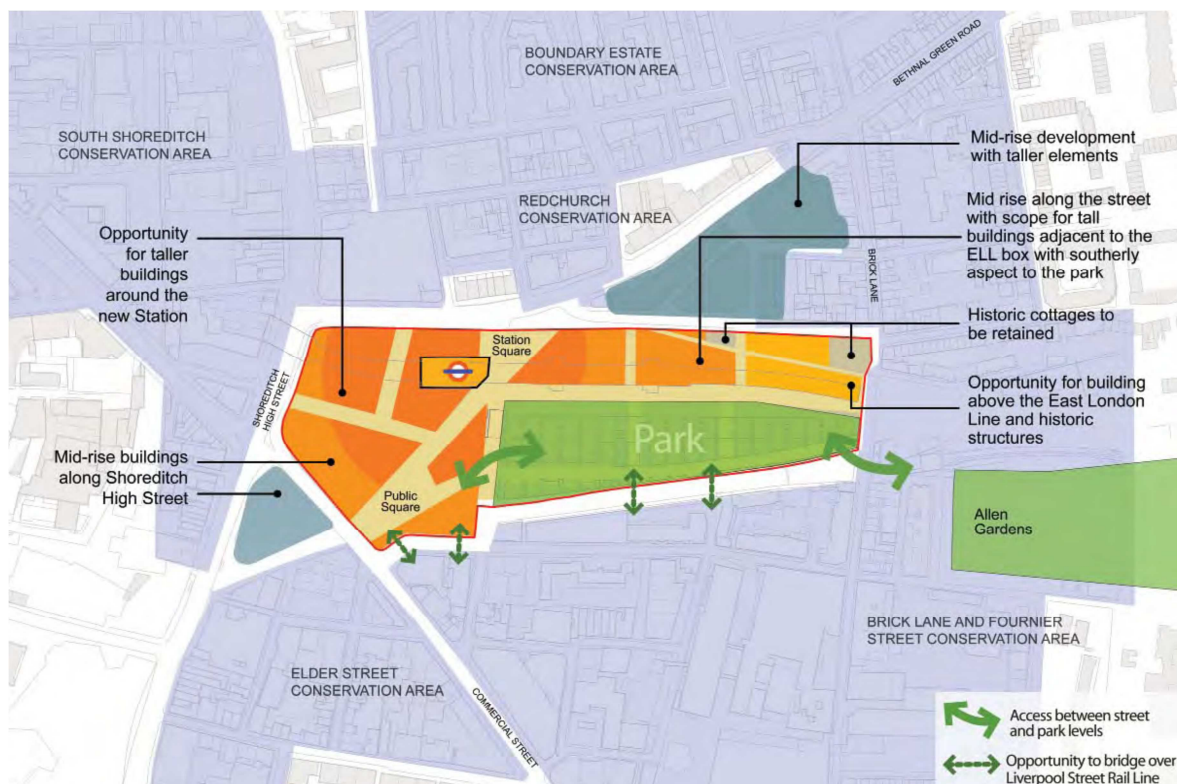 BOUNDARY ESTATE
CONSERVATION AREA
BETHNAL GREEN ROAD
SOUTH SHOREDITCH
CONSERVATION AREA
Mid-rise development
with taller elements
REDCHURCH
CONSERVATION AREA
Mid rise along the street
with scope for tall
buildings adjacent to the
ELL box with southerly
aspect to the park
Opportunity
for taller
buildings
around the
new Station
BRICK LANE
Historic cottages to
be retained
Station
Square
SHOREDITCH
HIGH STREET
Opportunity for building
above the East London
Line and historic
structures
Park
Mid-rise buildings
along Shoreditch
High Street
Public
Square
Allen
Gardens
BRICK LANE AND FOURNIER
STREET CONSERVATION AREA
ELDER STREET
CONSERVATION AREA
COMMERCIAL STREET
Access between street
and park levels
Opportunity to bridge over
Liverpool Street Rail Line